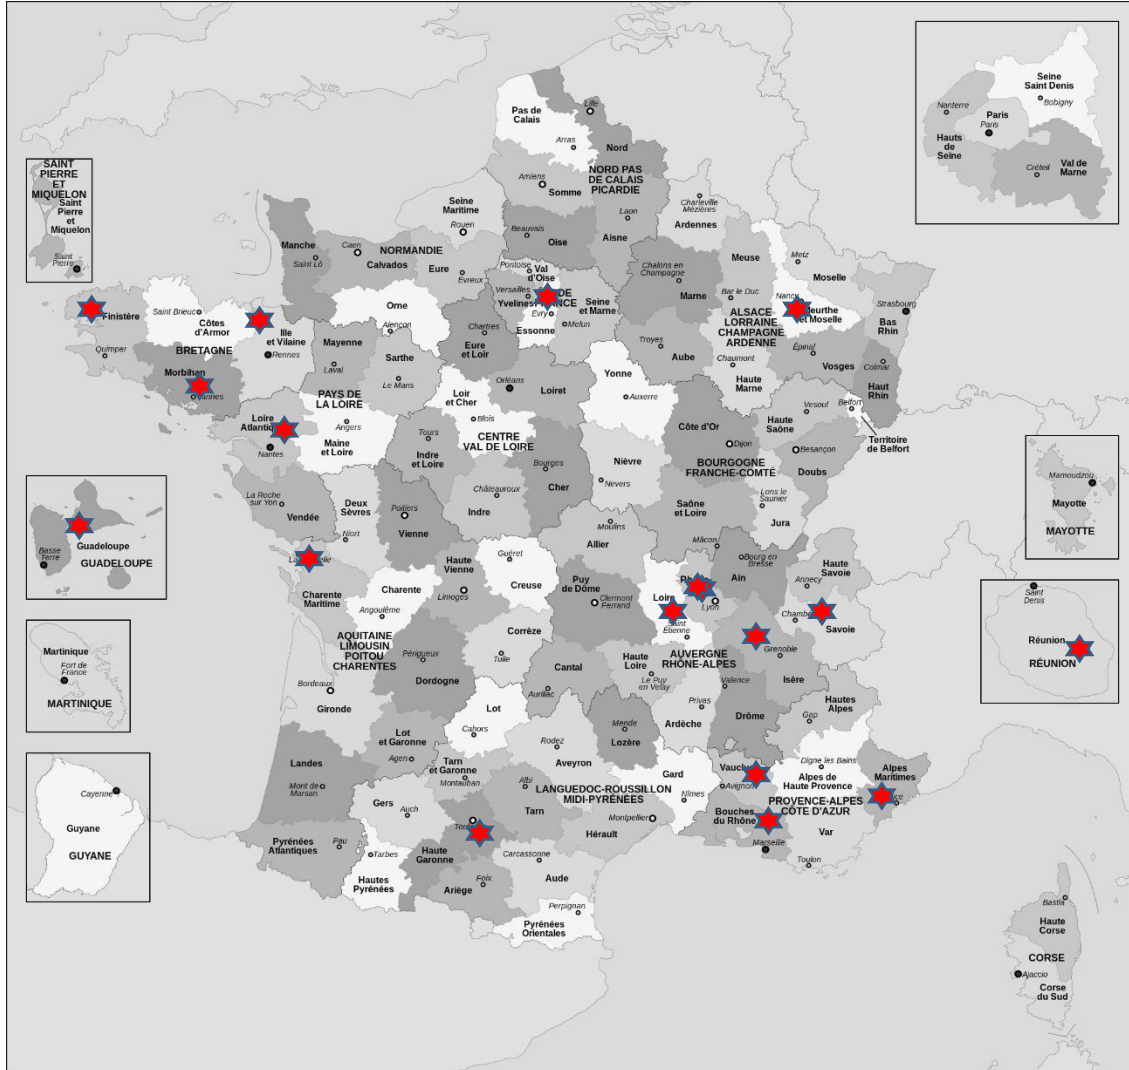 Seine
Saint Denis
Bobigny
Nanterre
Paris
Paris
Hauts
de
Seine
Créteil
Val de
Marne
Lille
Pas de
Calais
Arras
Nord
NORD PAS
DE CALAIS
PICARDIE
SAINT
PIERRE
ET
MIQUELON
Saint
Pierre
et
Miquelon
Saint
Pierre
Amiens
Somme
Seine
Maritime
Rouen
Charleville
Mézières
Ardennes
Laon
Aisne
Beauvais
Oise
Manche
Saint Lô
Caen
NORMANDIE
Calvados
Eure
Evreux
Pontoise
Val
d'Oise
Versailles
Yvelines
DE
Seine
et Marne
Evry
Essonne
Melun
Chalons en
Champagne
Marne
Meuse
Bar le Duc
Metz
Moselle
Nancy
Meurthe
et Moselle
Strasbourg
Bas
Rhin
ALSACE
LORRAINE
CHAMPAGNE
ARDENNE
Finistère
Quimper
Saint Brieuc
Côtes
d'Armor
BRETAGNE
Ille
et Vilaine
Rennes
Morbihan
Orne
Alençon
Mayenne
Laval
Sarthe
Le Mans
Chartres
Eure
et Loir
Troyes
Aube
Chaumont
Haute
Marne
Épinal
Vosges
Colmar
Haut
Rhin
PAYS DE
LA LOIRE
Loir
et Cher
Blois
Orléans
Loiret
Yonne
Auxerre
Loire
Atlantique
Nantes
Angers
Maine
et Loire
Tours
Indre
et Loire
CENTRE
VAL DE LOIRE
Côte d'Or
Dijon
Vesoul
Haute
Saône
Belfort
Territoire
de Belfort
Besançon
Doubs
BOURGOGNE
FRANCHE-COMTÉ
Bourges
Cher
Nièvre
Nevers
Châteauroux
Indre
La Roche
sur Yon
Vendée
Deux
Sèvres
Niort
Poitiers
Vienne
Saône
et Loire
Lons le
Saunier
Jura
Mamoudzou
Mayotte
MAYOTTE
Basse
Terre
Guadeloupe
GUADELOUPE
Moulins
Allier
Mâcon
Bourg en
Bresse
Ain
Haute
Savoie
Annecy
Guéret
Creuse
Haute
Vienne
Limoges
Charente
Maritime
Charente
Angoulême
Puy
de Dôme
Clermont
Ferrand
Loire
Lyon
Saint
Étienne
Savoie
Saint
Denis
Réunion
RÉUNION
AQUITAINE
LIMOUSIN
POITOU
CHARENTES
Corrèze
Tulle
AUVERGNE
RHÔNE-ALPES
Grenoble
Isère
Martinique
Fort de
France
MARTINIQUE
Périgueux
Dordogne
Bordeaux
Gironde
Cantal
Aurillac
Haute
Loire
Le Puy
en Velay
Valence
Privas
Ardèche
Drôme
Hautes
Alpes
Gap
Lot
Cahors
Lot
et Garonne
Agen
Rodez
Aveyron
Mende
Lozère
Landes
Mont de
Marsan
Tarn
et Garonne
Montauban
Albi
Tarn
LANGUEDOC-ROUSSILLON
MIDI-PYRÉNÉES
Gard
Nîmes
Avignon
Digne les Bains
Alpes de
Haute Provence
Alpes
Maritimes
PROVENCE-ALPES
CÔTE D'AZUR
Cayenne
Guyane
GUYANE
Gers
Auch
Montpellier
Hérault
Bouches
du Rhône
Marseille
Var
Toulon
Pyrénées
Atlantiques
Pau
Tarbes
Hautes
Pyrénées
Haute
Garonne
Foix
Ariège
Carcassonne
Aude
Perpignan
Pyrénées
Orientales
Bastia
Haute
Corse
CORSE
Ajaccio
Corse
du Sud